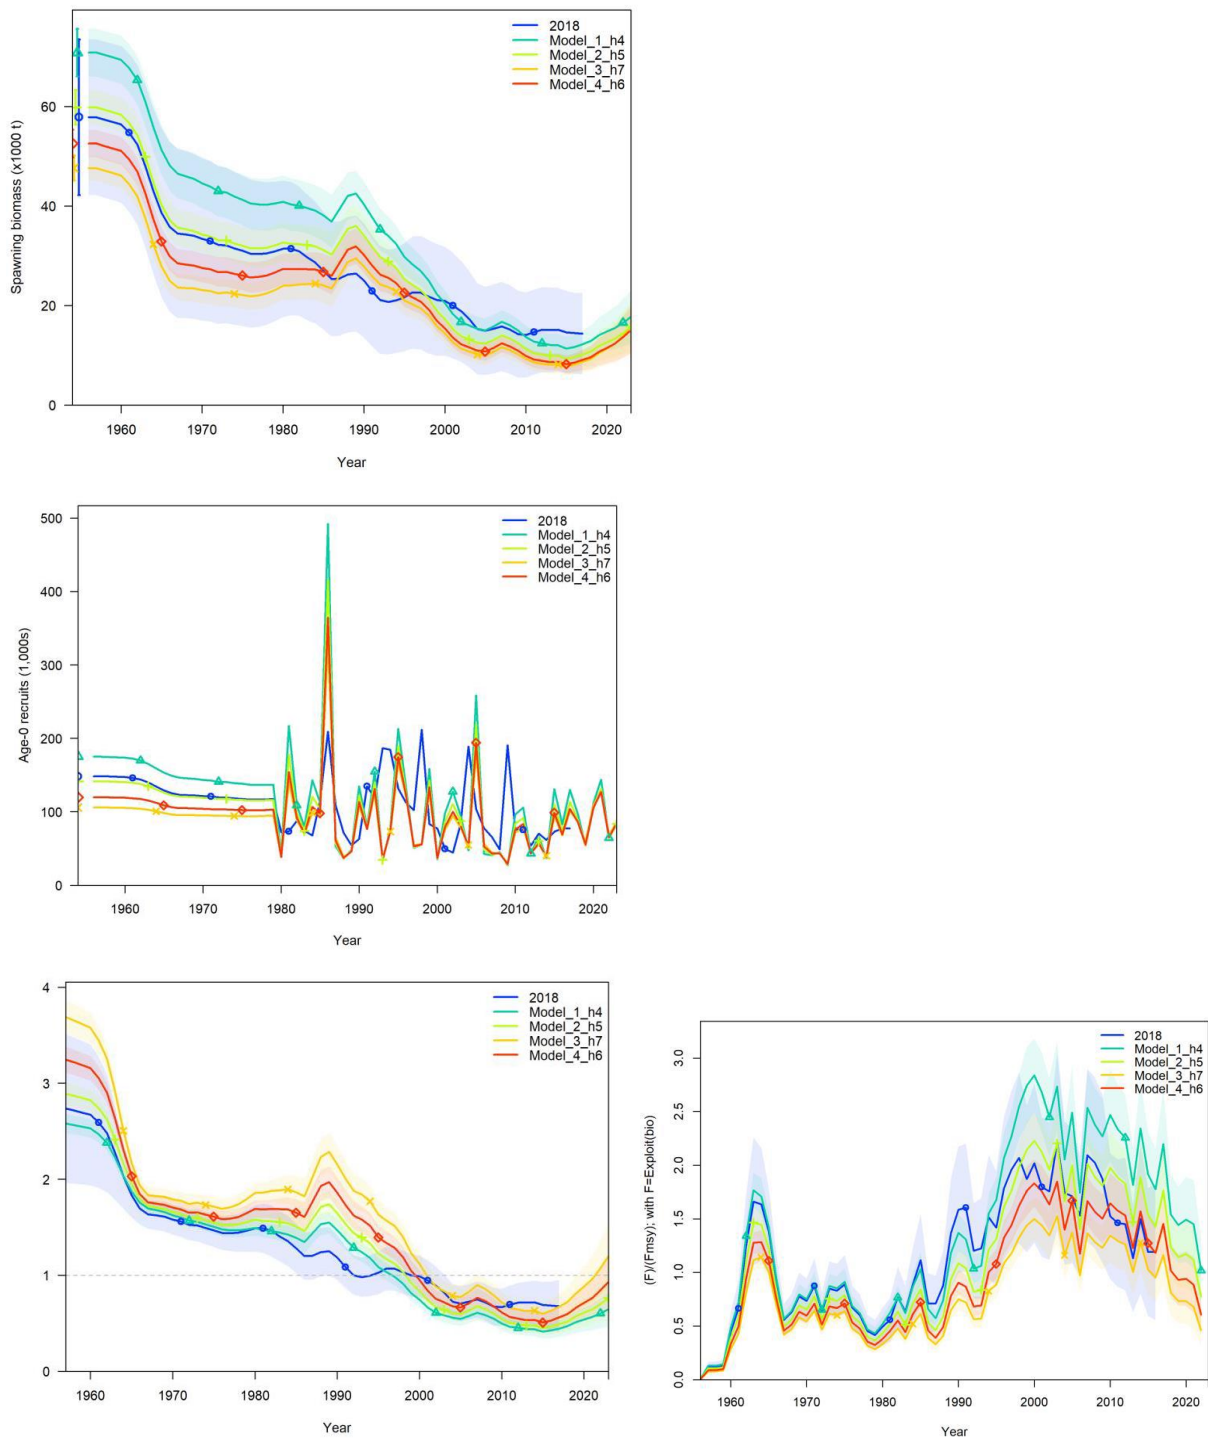 2018
Model_1_h4
Model_2_h5
Model_3_h7
Model_4_h6
Spawning biomass (x1000 t)
60
40
20
0
1960 1970 1980 1990 2000 2010 2020
Year
2018
Model_1_h4
Model_2_h5
Model_3_h7
Model_4_h6
Age-0 recruits (1,000s)
500
400
300
200
100
0
1960 1970 1980 1990 2000 2010 2020
Year
2018
Model_1_h4
Model_2_h5
Model_3_h7
Model_4_h6
4
3
2
1
0
1960 1970 1980 1990 2000 2010 2020
Year
2018
Model_1_h4
Model_2_h5
Model_3_h7
Model_4_h6
(F)/(Fmsy); with F=Exploit(bio)
3.0
2.5
2.0
1.5
1.0
0.5
0.0
1960 1970 1980 1990 2000 2010 2020
Year